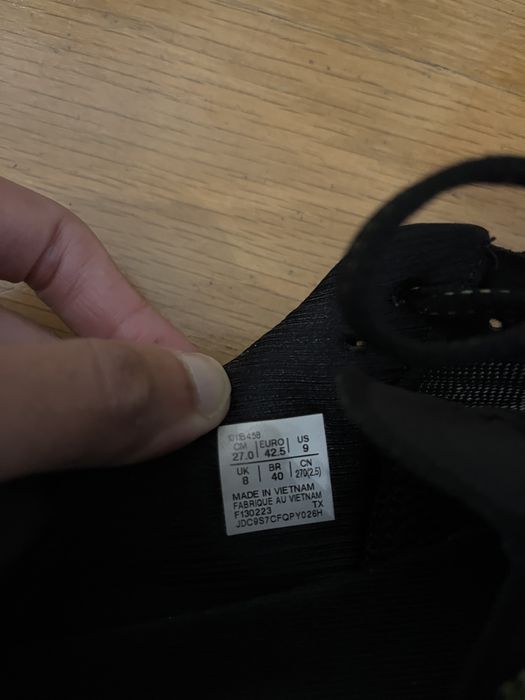 1011B458
CM EURO US
27.0 42.5 9
UK BR CN
8 40 270(2.5)
MADE IN VIETNAM
FABRIQUE AU VIETNAM
F130223 TX
JDC9S7CFQPY026H